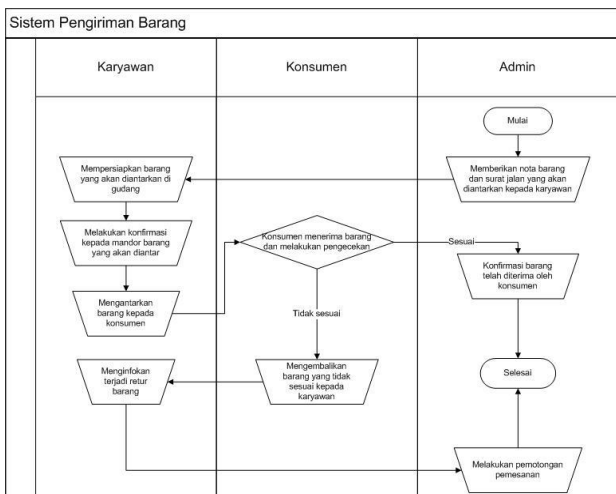 Sistem Pengiriman Barang
Karyawan
Konsumen
Admin
Mulai
Memberikan nota barang
dan surat jalan yang akan
diantarkan kepada karyawan
Mempersiapkan barang
yang akan diantarkan di
gudang
Melakukan konfirmasi
kepada mandor barang
yang akan diantar
Mengantarkan
barang kepada
konsumen
Konsumen menerima barang
dan melakukan pengecekan
Sesuai
Konfirmasi barang
telah diterima oleh
konsumen
Tidak sesuai
Mengembalikan
barang yang tidak
sesuai kepada
karyawan
Menginfokan
terjadi retur
barang
Selesai
Melakukan pemotongan
pemesanan